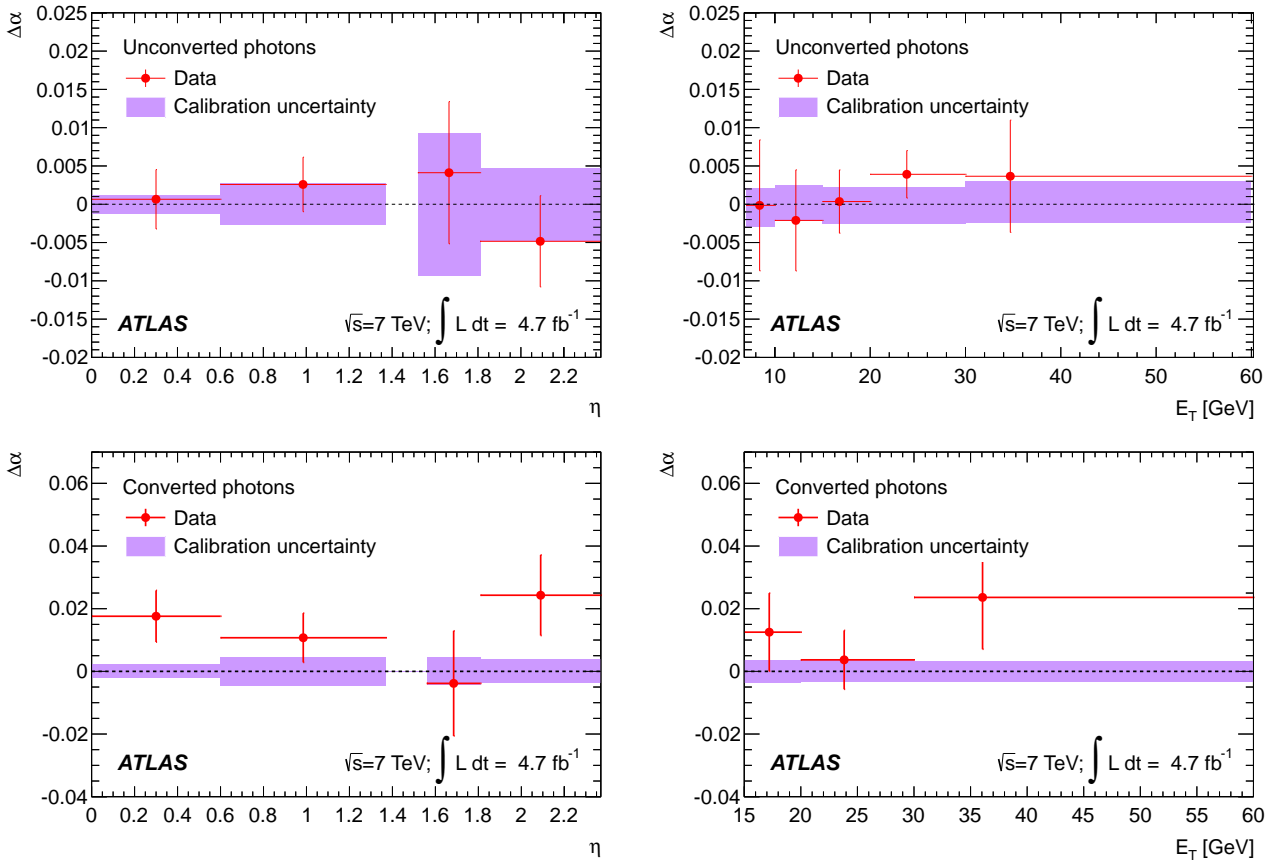 Δα
0.025
0.02
0.015
0.01
0.005
0
-0.005
-0.01
-0.015
-0.02
Unconverted photons
Data
Calibration uncertainty
ATLAS
√s=7 TeV; ∫ L dt = 4.7 fb⁻¹
0 0.2 0.4 0.6 0.8 1 1.2 1.4 1.6 1.8 2 2.2
η
Δα
0.025
0.02
0.015
0.01
0.005
0
-0.005
-0.01
-0.015
-0.02
Unconverted photons
Data
Calibration uncertainty
ATLAS
√s=7 TeV; ∫ L dt = 4.7 fb⁻¹
10 20 30 40 50 60
E_T [GeV]
Δα
0.06
0.04
0.02
0
-0.02
-0.04
Converted photons
Data
Calibration uncertainty
ATLAS
√s=7 TeV; ∫ L dt = 4.7 fb⁻¹
0 0.2 0.4 0.6 0.8 1 1.2 1.4 1.6 1.8 2 2.2
η
Δα
0.06
0.04
0.02
0
-0.02
-0.04
Converted photons
Data
Calibration uncertainty
ATLAS
√s=7 TeV; ∫ L dt = 4.7 fb⁻¹
15 20 25 30 35 40 45 50 55 60
E_T [GeV]